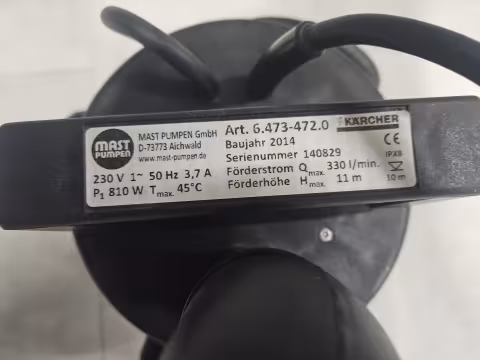 MAST
PUMPEN
MAST PUMPEN GmbH
D-73773 Aichwald
www.mast-pumpen.de
230 V 1~ 50 Hz 3,7 A
P1 810 W Tmax. 45°C
Art. 6.473-472.0
KÄRCHER
Baujahr 2014
Serienummer 140829
Förderstrom Qmax. 330 l/min.
Förderhöhe Hmax. 11 m
CE
IPX8
10 m